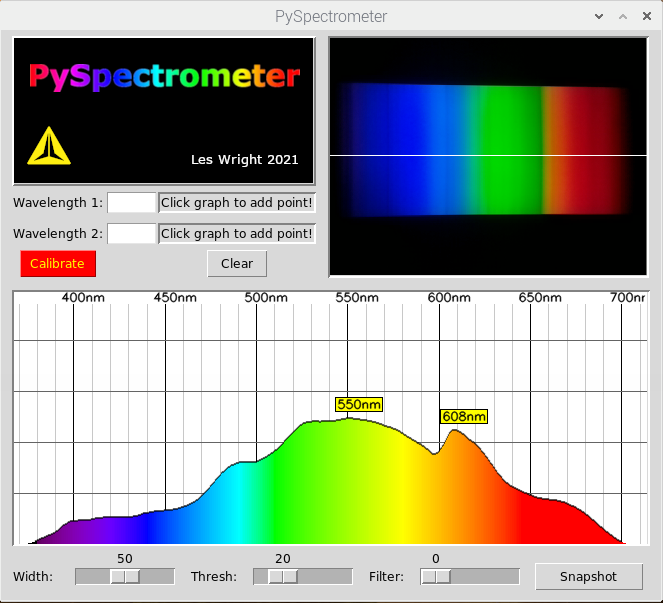 PySpectrometer
PySpectrometer
Les Wright 2021
Wavelength 1: Click graph to add point!
Wavelength 2: Click graph to add point!
Calibrate Clear
400nm 450nm 500nm 550nm 600nm 650nm 700nm
550nm
608nm
50 20 0
Width: Thresh: Filter: Snapshot